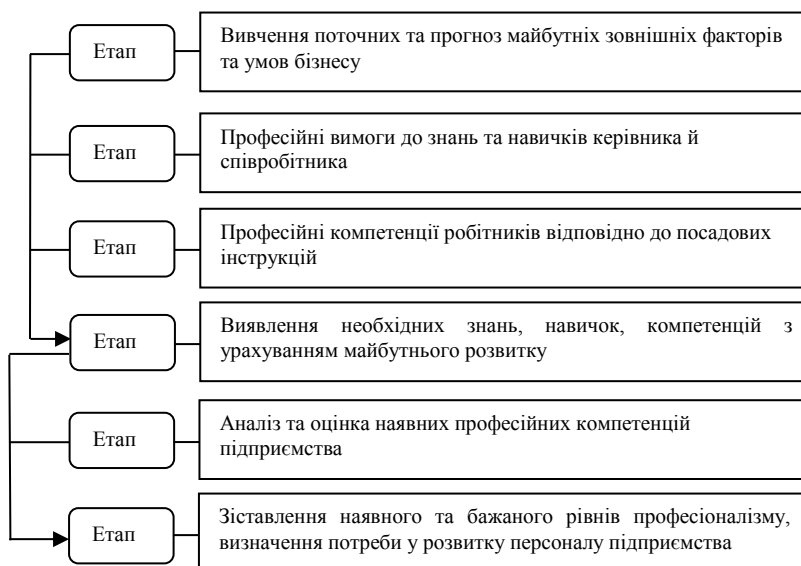 Етап
Вивчення поточних та прогноз майбутніх зовнішніх факторів
та умов бізнесу
Етап
Професійні вимоги до знань та навичків керівника й
співробітника
Етап
Професійні компетенції робітників відповідно до посадових
інструкцій
Етап
Виявлення необхідних знань, навичок, компетенцій з
урахуванням майбутнього розвитку
Етап
Аналіз та оцінка наявних професійних компетенцій
підприємства
Етап
Зіставлення наявного та бажаного рівнів професіоналізму,
визначення потреби у розвитку персоналу підприємства